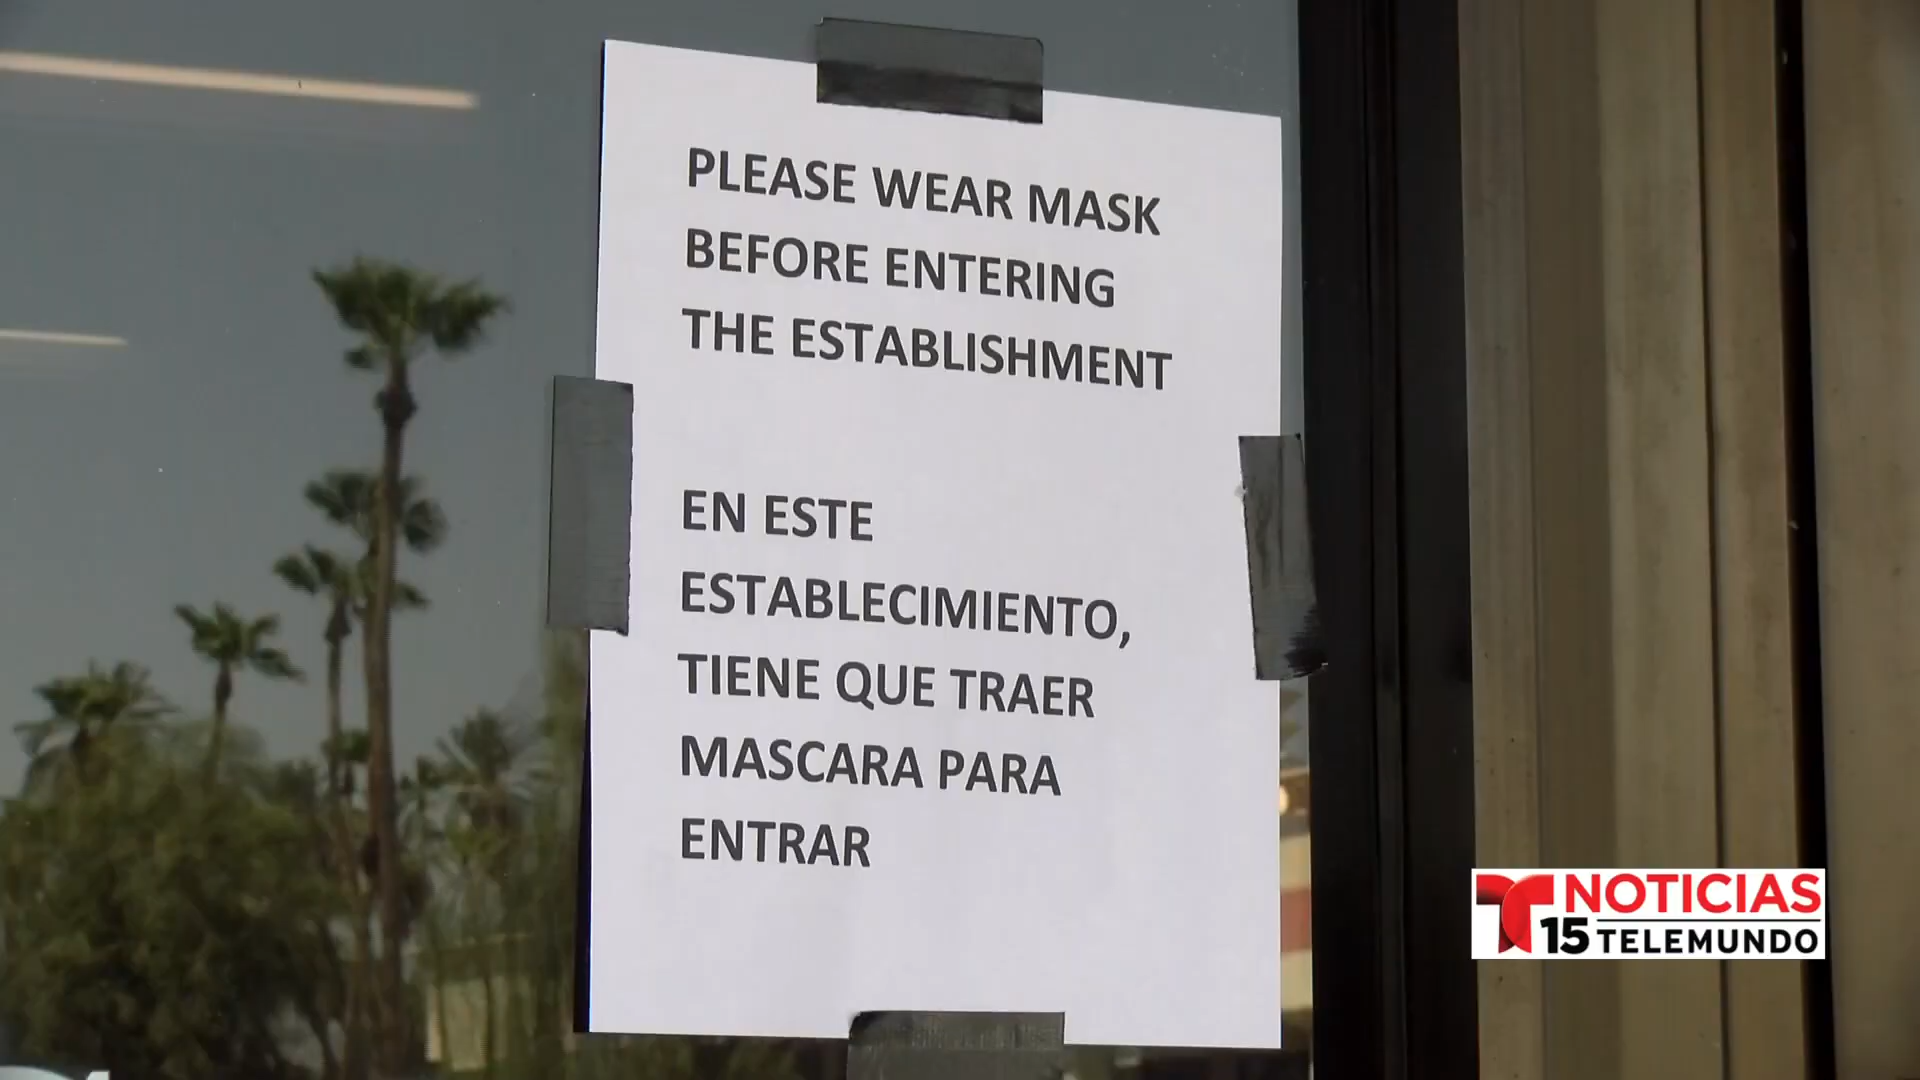 PLEASE WEAR MASK
BEFORE ENTERING
THE ESTABLISHMENT
EN ESTE
ESTABLECIMIENTO,
TIENE QUE TRAER
MASCARA PARA
ENTRAR
NOTICIAS
15 TELEMUNDO